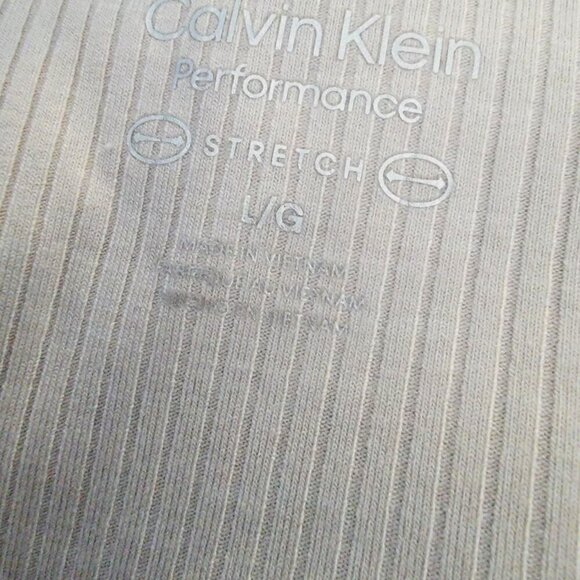 Calvin Klein
Performance
STRETCH
L/G
MADE IN VIETNAM
VIETNAM
VIETNAM